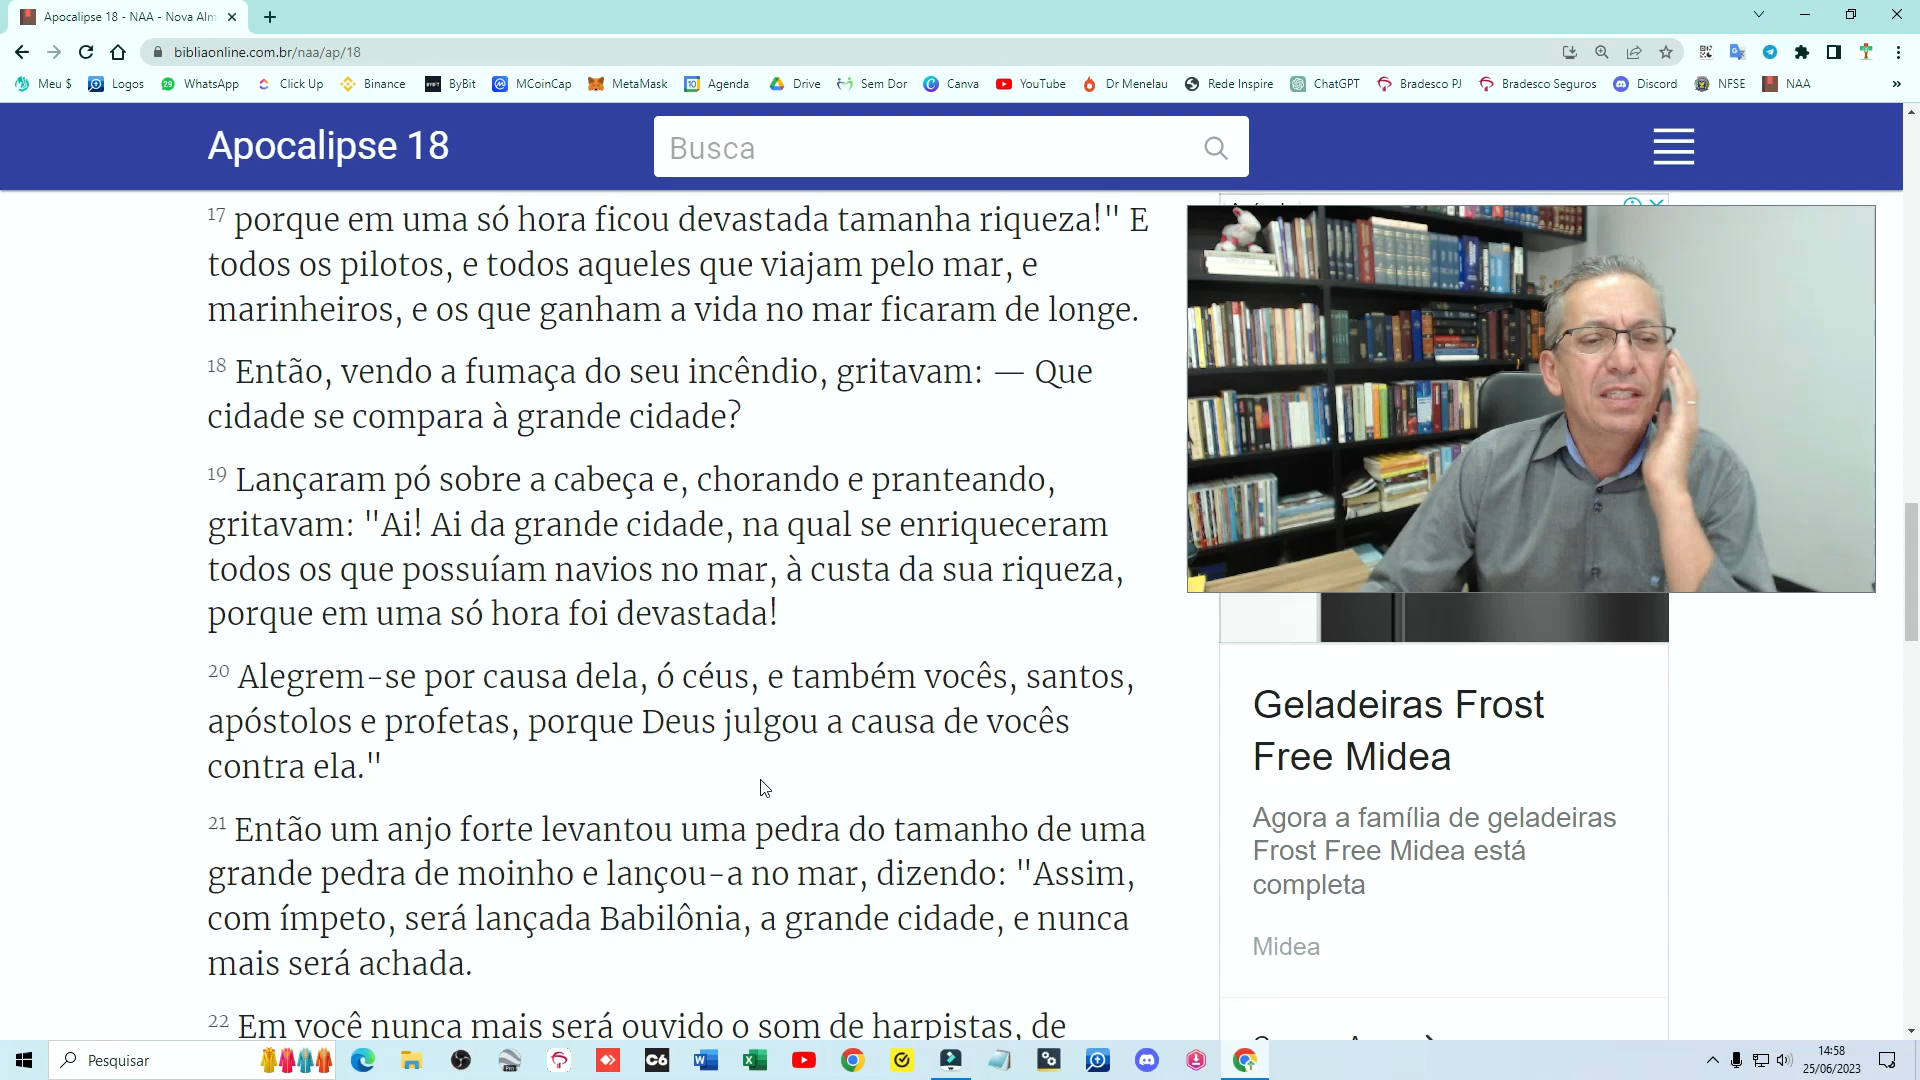 Apocalipse 18 - NAA - Nova Alm
bibliaonline.com.br/naa/ap/18
Meu $ Logos WhatsApp Click Up Binance ByBit MCoinCap MetaMask Agenda Drive Sem Dor Canva YouTube Dr Menelau Rede Inspire ChatGPT Bradesco PJ Bradesco Seguros Discord NFSE NAA »
Apocalipse 18
Busca
17 porque em uma só hora ficou devastada tamanha riqueza!" E
todos os pilotos, e todos aqueles que viajam pelo mar, e
marinheiros, e os que ganham a vida no mar ficaram de longe.
18 Então, vendo a fumaça do seu incêndio, gritavam: — Que
cidade se compara à grande cidade?
19 Lançaram pó sobre a cabeça e, chorando e pranteando,
gritavam: "Ai! Ai da grande cidade, na qual se enriqueceram
todos os que possuíam navios no mar, à custa da sua riqueza,
porque em uma só hora foi devastada!
20 Alegrem-se por causa dela, ó céus, e também vocês, santos,
apóstolos e profetas, porque Deus julgou a causa de vocês
contra ela."
21 Então um anjo forte levantou uma pedra do tamanho de uma
grande pedra de moinho e lançou-a no mar, dizendo: "Assim,
com ímpeto, será lançada Babilônia, a grande cidade, e nunca
mais será achada.
22 Em você nunca mais será ouvido o som de harpistas, de
Geladeiras Frost
Free Midea
Agora a família de geladeiras
Frost Free Midea está
completa
Midea
Pesquisar
14:58
25/06/2023